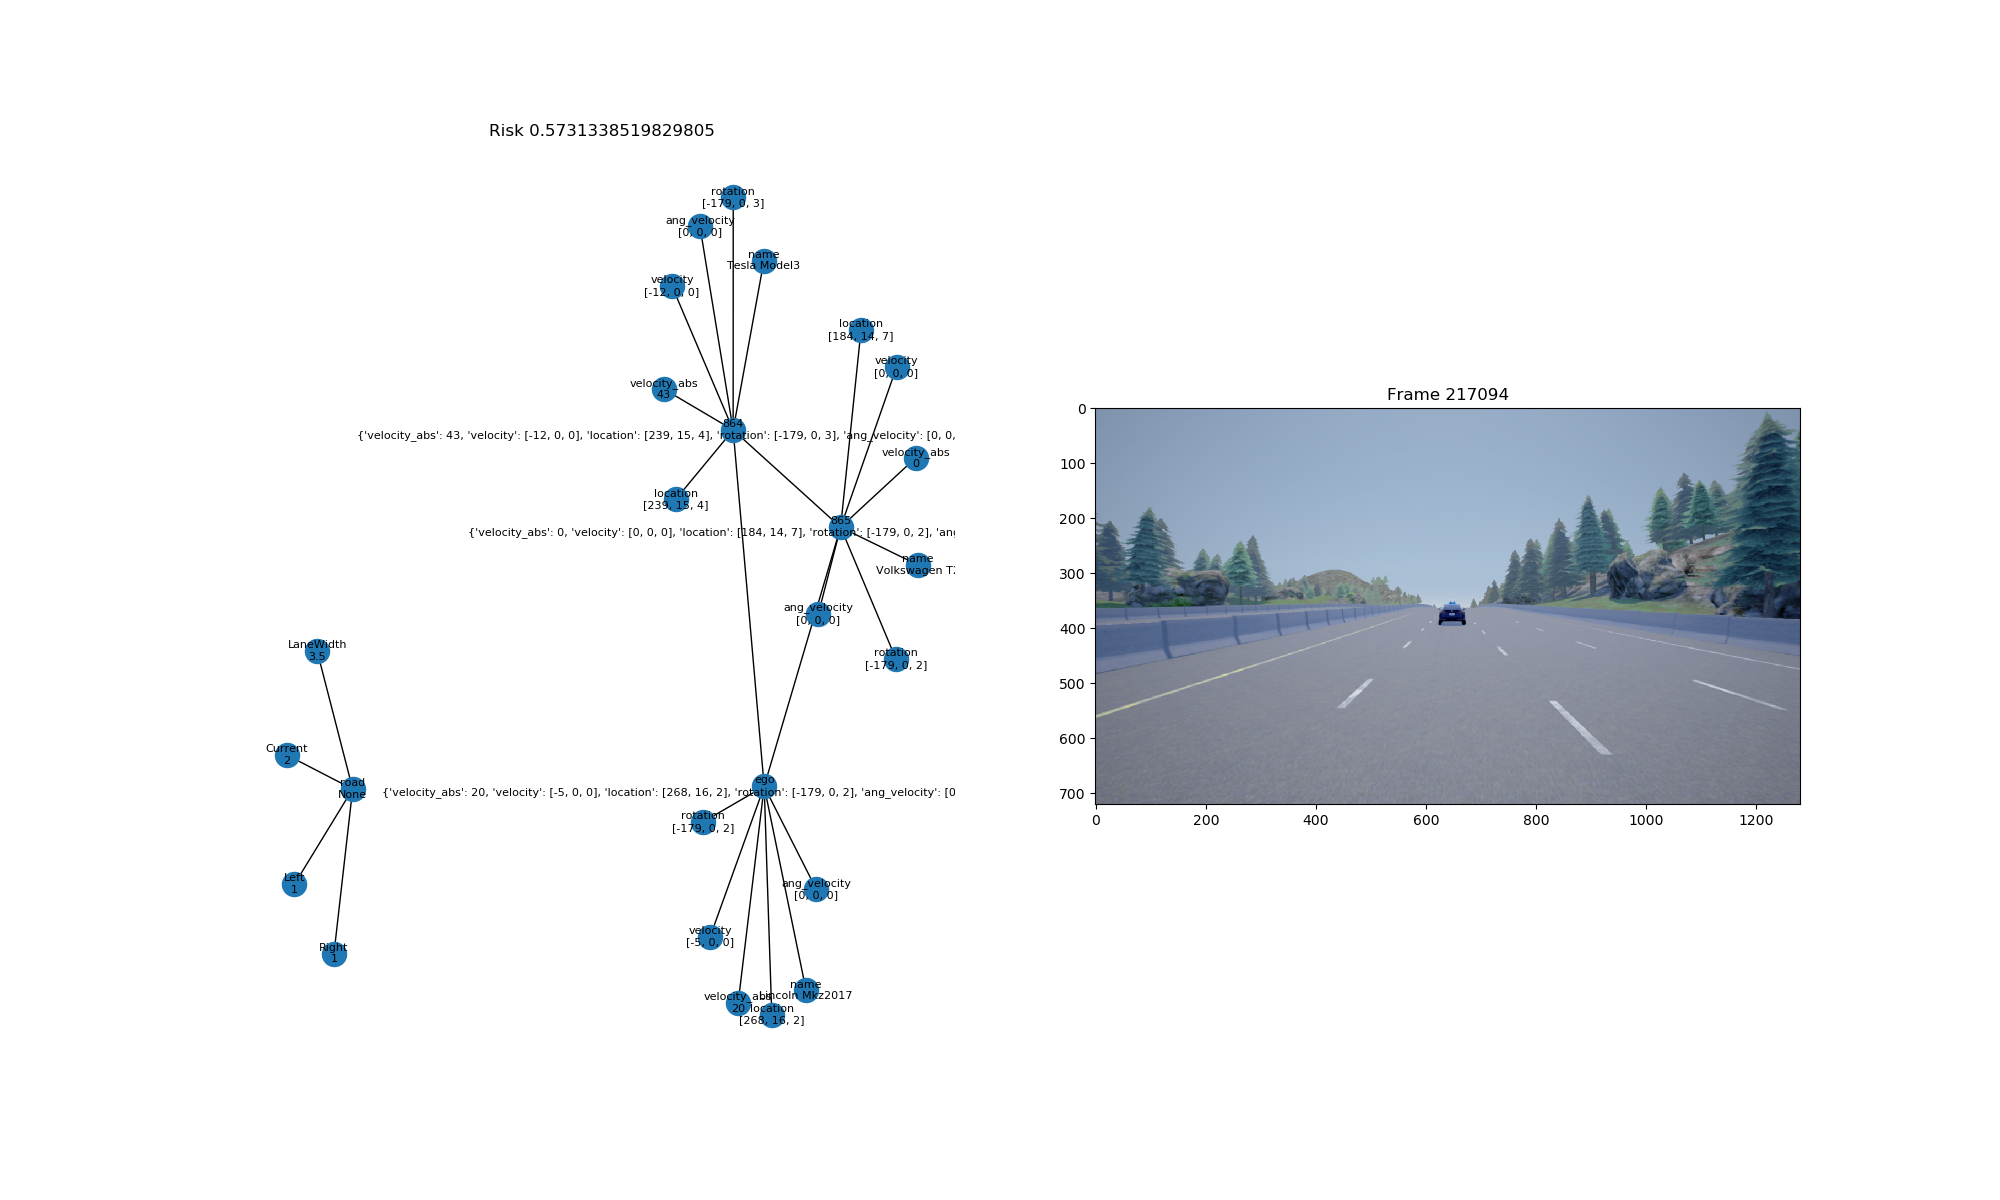 Risk 0.5731338519829805
rotation
[-179, 0, 3]
ang_velocity
[0, 0, 0]
name
Tesla Model3
velocity
[-12, 0, 0]
location
[184, 14, 7]
velocity
[0, 0, 0]
velocity_abs
43
864
{'velocity_abs': 43, 'velocity': [-12, 0, 0], 'location': [239, 15, 4], 'rotation': [-179, 0, 3], 'ang_velocity': [0, 0,
velocity_abs
0
location
[239, 15, 4]
865
{'velocity_abs': 0, 'velocity': [0, 0, 0], 'location': [184, 14, 7], 'rotation': [-179, 0, 2], 'ang
name
Volkswagen T2
ang_velocity
[0, 0, 0]
rotation
[-179, 0, 2]
LaneWidth
3.5
Current
2
road
None
ego
{'velocity_abs': 20, 'velocity': [-5, 0, 0], 'location': [268, 16, 2], 'rotation': [-179, 0, 2], 'ang_velocity': [0
rotation
[-179, 0, 2]
Left
1
ang_velocity
[0, 0, 0]
velocity
[-5, 0, 0]
Right
1
name
Lincoln Mkz2017
velocity_abs
20
location
[268, 16, 2]
Frame 217094
0
100
200
300
400
500
600
700
0
200
400
600
800
1000
1200